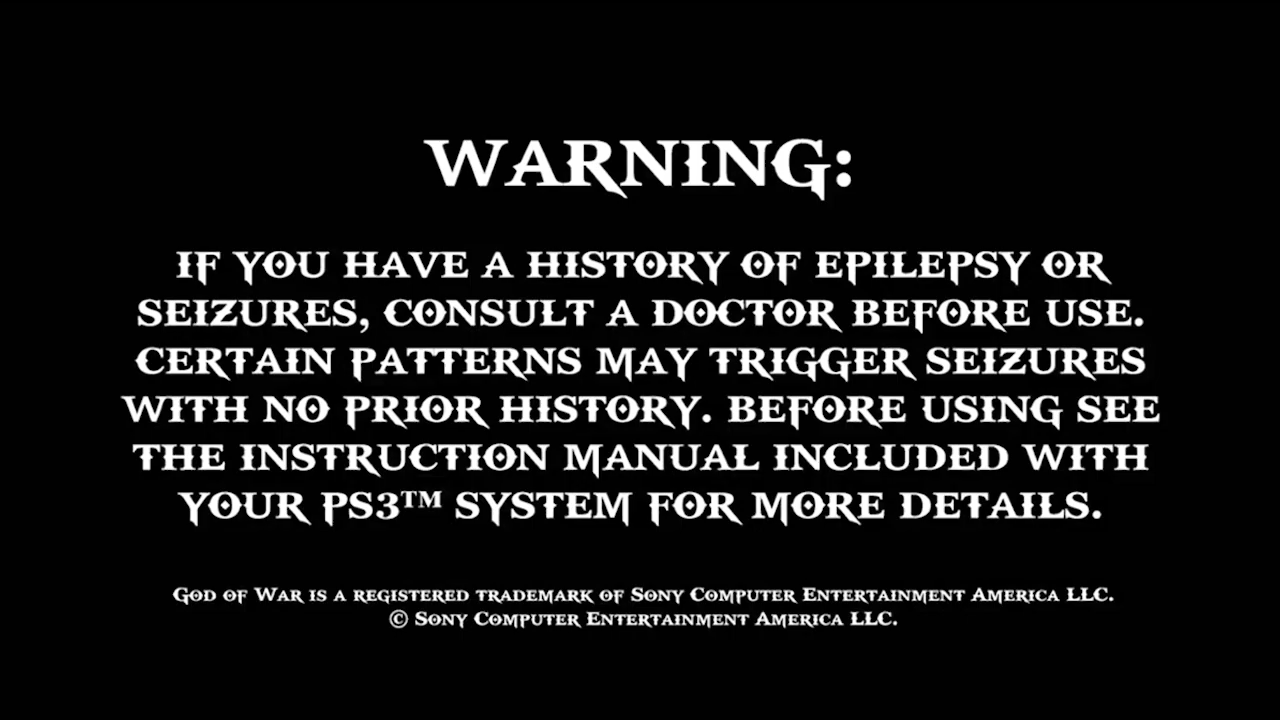 WARNING:
IF YOU HAVE A HISTORY OF EPILEPSY OR
SEIZURES, CONSULT A DOCTOR BEFORE USE.
CERTAIN PATTERNS MAY TRIGGER SEIZURES
WITH NO PRIOR HISTORY. BEFORE USING SEE
THE INSTRUCTION MANUAL INCLUDED WITH
YOUR PS3™ SYSTEM FOR MORE DETAILS.
GOD OF WAR IS A REGISTERED TRADEMARK OF SONY COMPUTER ENTERTAINMENT AMERICA LLC.
© SONY COMPUTER ENTERTAINMENT AMERICA LLC.